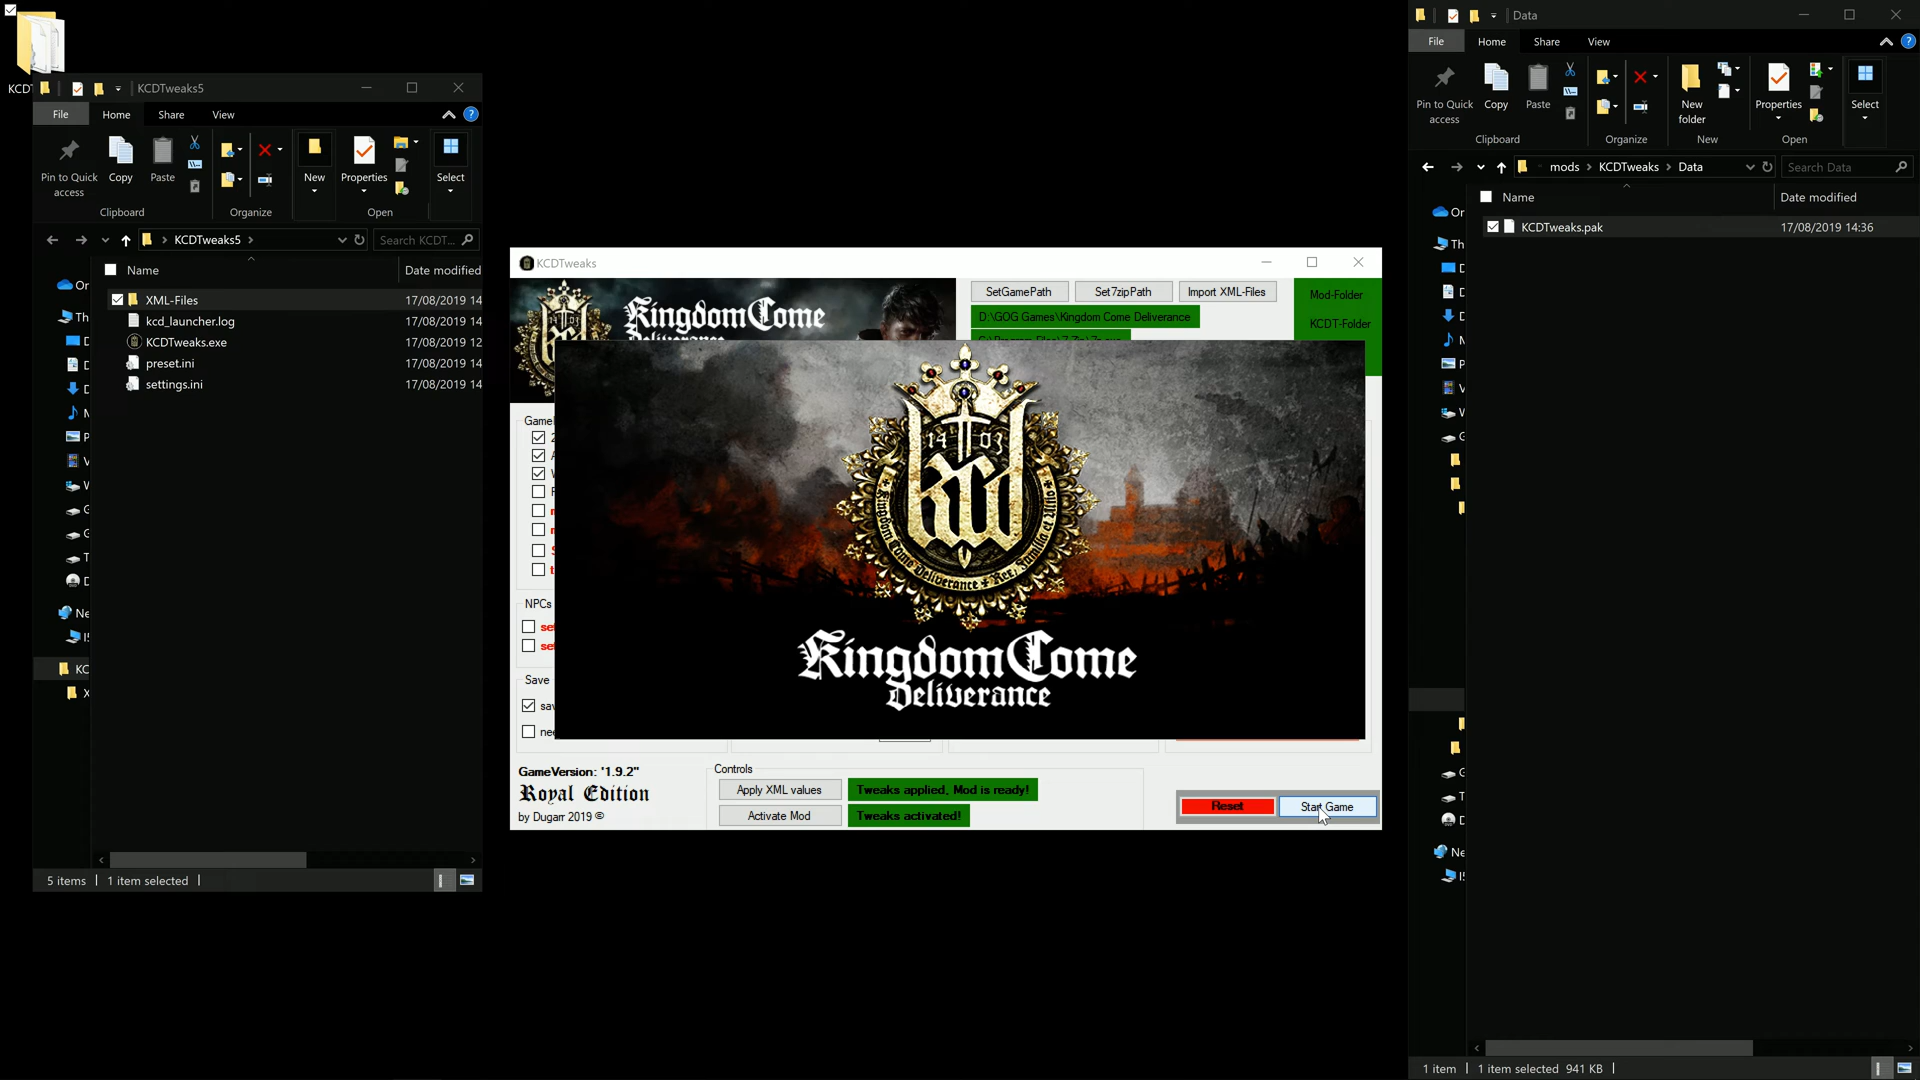 KCDT
KCDTweaks5
File
Home
Share
View
Pin to Quick
access
Copy
Paste
New
Properties
Select
Clipboard
Organize
Open
KCDTweaks5
Search KCDT...
Name
Date modified
XML-Files
17/08/2019 14
kcd_launcher.log
17/08/2019 14
KCDTweaks.exe
17/08/2019 12
preset.ini
17/08/2019 14
settings.ini
17/08/2019 14
5 items
1 item selected
KCDTweaks
KingdomCome
SetGamePath
Set7zipPath
Import XML-Files
D:\GOG Games\Kingdom Come Deliverance
Mod-Folder
KCDT-Folder
NPCs
Save
14 03
kcd
Kingdom Come
Deliverance
GameVersion: "1.9.2"
Royal Edition
by Dugarr 2019 ©
Controls
Apply XML values
Tweaks applied, Mod is ready!
Activate Mod
Tweaks activated!
Reset
Start Game
Data
File
Home
Share
View
Pin to Quick
access
Copy
Paste
New
folder
Properties
Select
Clipboard
Organize
New
Open
mods
KCDTweaks
Data
Search Data
Name
Date modified
KCDTweaks.pak
17/08/2019 14:36
1 item
1 item selected 941 KB